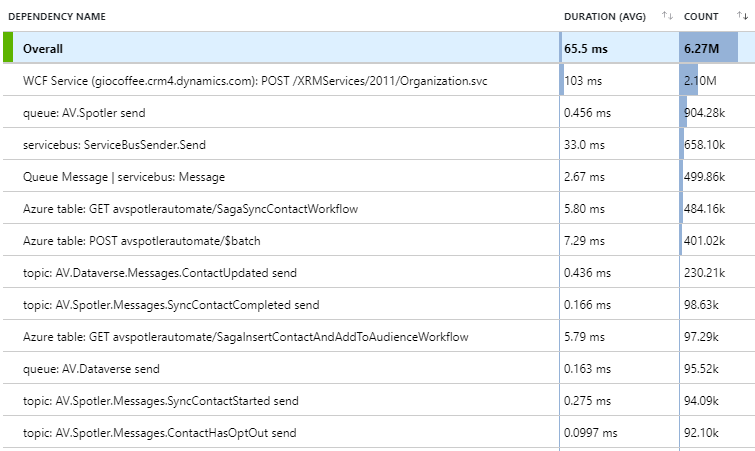 DEPENDENCY NAME DURATION (AVG) ↑↓ COUNT ↑↓
Overall 65.5 ms 6.27M
WCF Service (giocoffee.crm4.dynamics.com): POST /XRMServices/2011/Organization.svc 103 ms 2.10M
queue: AV.Spotler send 0.456 ms 904.28k
servicebus: ServiceBusSender.Send 33.0 ms 658.10k
Queue Message | servicebus: Message 2.67 ms 499.86k
Azure table: GET avspotlerautomate/SagaSyncContactWorkflow 5.80 ms 484.16k
Azure table: POST avspotlerautomate/$batch 7.29 ms 401.02k
topic: AV.Dataverse.Messages.ContactUpdated send 0.436 ms 230.21k
topic: AV.Spotler.Messages.SyncContactCompleted send 0.166 ms 98.63k
Azure table: GET avspotlerautomate/SagaInsertContactAndAddToAudienceWorkflow 5.79 ms 97.29k
queue: AV.Dataverse send 0.163 ms 95.52k
topic: AV.Spotler.Messages.SyncContactStarted send 0.275 ms 94.09k
topic: AV.Spotler.Messages.ContactHasOptOut send 0.0997 ms 92.10k